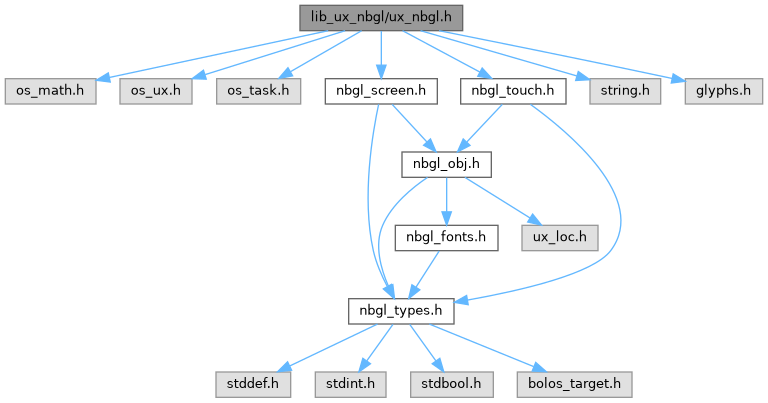 lib_ux_nbgl/ux_nbgl.h
os_math.h
os_ux.h
os_task.h
nbgl_screen.h
nbgl_touch.h
string.h
glyphs.h
nbgl_obj.h
nbgl_fonts.h
ux_loc.h
nbgl_types.h
stddef.h
stdint.h
stdbool.h
bolos_target.h